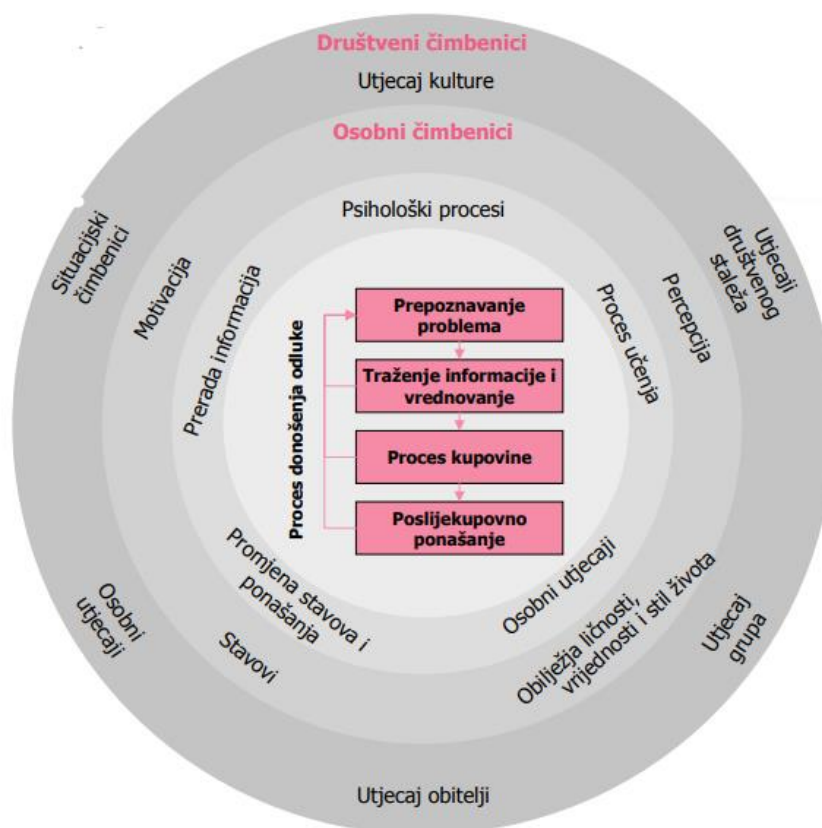 Društveni čimbenici
Utjecaj kulture
Osobni čimbenici
Psihološki procesi
Situacijski
čimbenici
Motivacija
Prerada informacija
Proces učenja
Percepcija
Utjecaji
društvenog
staleža
Proces donošenja odluke
Prepoznavanje
problema
Traženje informacije i
vrednovanje
Proces kupovine
Poslijekupovno
ponašanje
Promjena stavova i
ponašanja
Osobni utjecaji
Osobni
utjecaji
Stavovi
Obilježja ličnosti,
vrijednosti i stil života
Utjecaj
grupa
Utjecaj obitelji